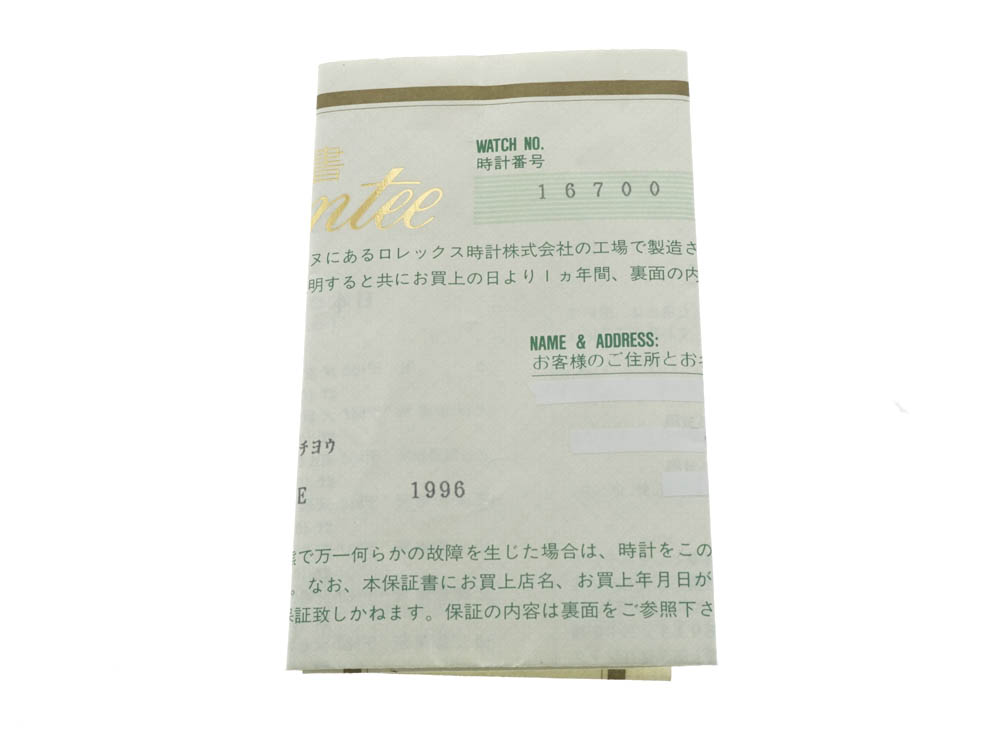 WATCH NO.
時計番号
書
ntee
16700
ヌにあるロレックス時計株式会社の工場で製造さ
明すると共にお買上の日より1ヵ年間、裏面の内
NAME & ADDRESS:
お客様のご住所とお
チヨウ
E 1996
で万一何らかの故障を生じた場合は、時計をこの
。なお、本保証書にお買上店名、お買上年月日が
証致しかねます。保証の内容は裏面をご参照下さ